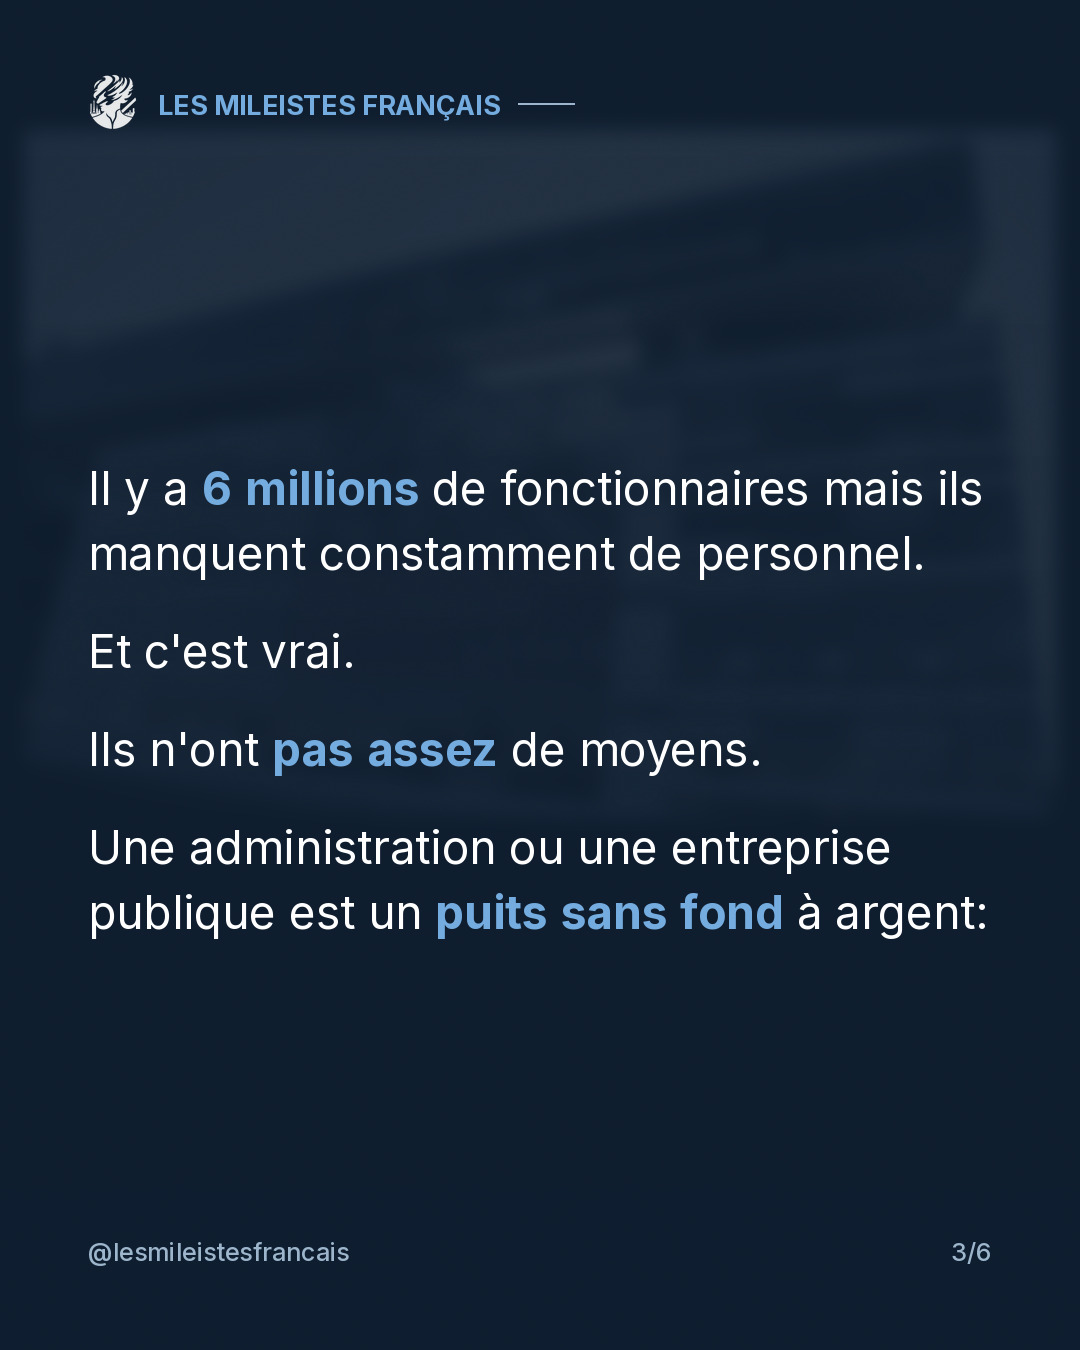 LES MILEISTES FRANÇAIS
Il y a 6 millions de fonctionnaires mais ils
manquent constamment de personnel.
Et c'est vrai.
Ils n'ont pas assez de moyens.
Une administration ou une entreprise
publique est un puits sans fond à argent:
@lesmileistesfrancais
3/6